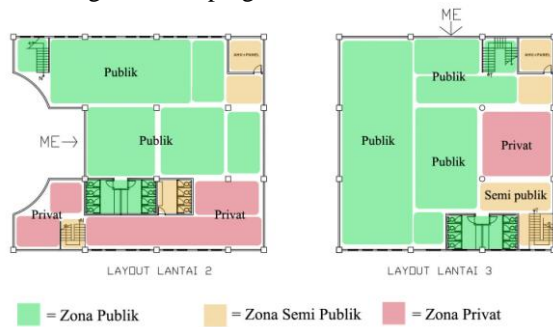 ME
Publik
Publik
ME →
Privat
Privat
LAYOUT LANTAI 2
Publik
Publik
Publik
Privat
Semi publik
LAYOUT LANTAI 3
= Zona Publik
= Zona Semi Publik
= Zona Privat